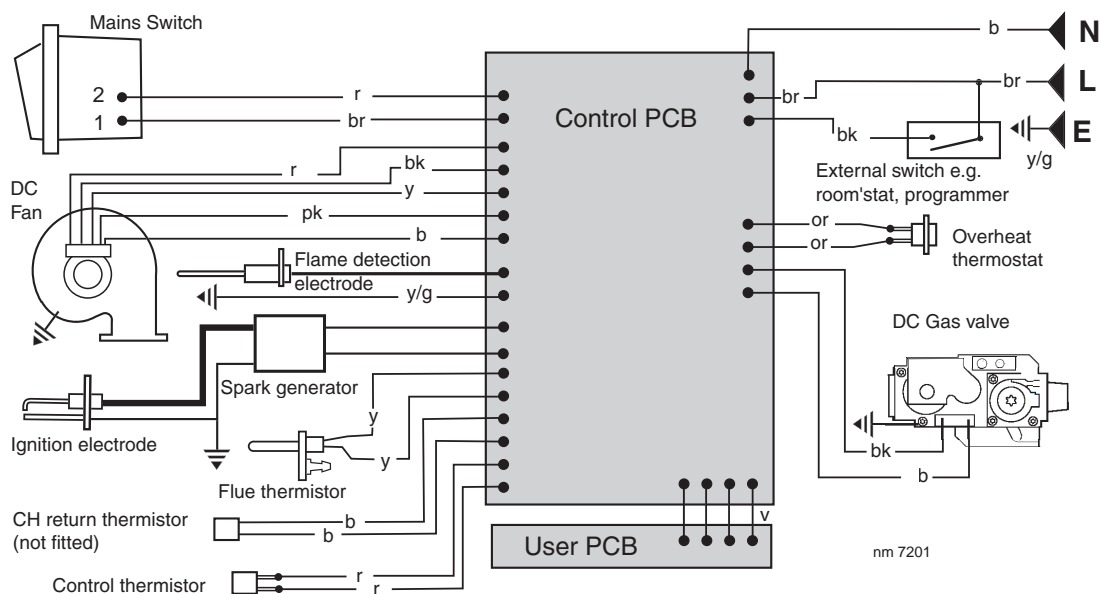 Mains Switch
2
1
r
br
DC
Fan
r
bk
y
pk
b
Flame detection
electrode
y/g
Spark generator
Ignition electrode
y
y
Flue thermistor
CH return thermistor
(not fitted)
b
b
Control thermistor
r
r
Control PCB
User PCB
v
b
N
br
br
L
bk
E
y/g
External switch e.g.
room'stat, programmer
or
or
Overheat
thermostat
DC Gas valve
bk
b
nm 7201